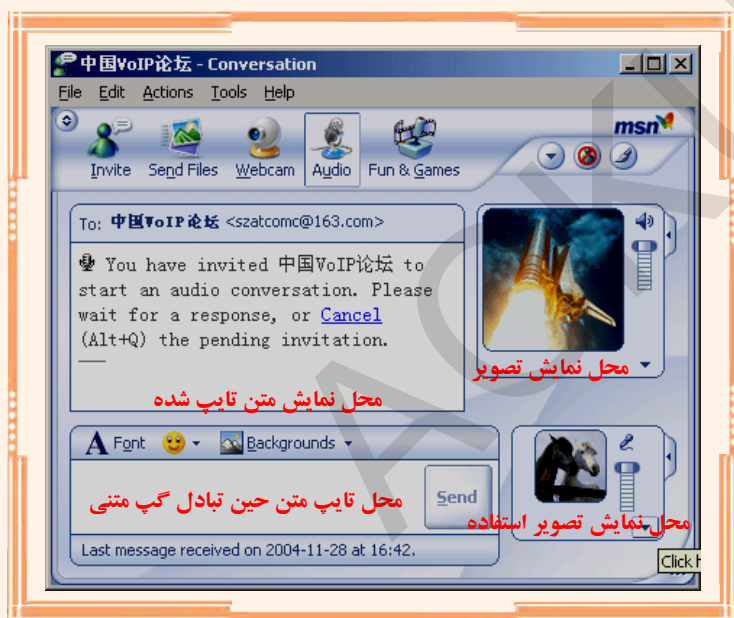 中国VoIP论坛 - Conversation
File Edit Actions Tools Help
msn
Invite Send Files Webcam Audio Fun & Games
To: 中国VoIP论坛 <szatcomc@163.com>
You have invited 中国VoIP论坛 to
start an audio conversation. Please
wait for a response, or Cancel
(Alt+Q) the pending invitation.
محل نمایش تصویر
محل نمایش متن تایپ شده
A Font Backgrounds
محل تایپ متن حین تبادل گپ متنی
Send
محل نمایش تصویر استفاده
Last message received on 2004-11-28 at 16:42.
Click
ACKU